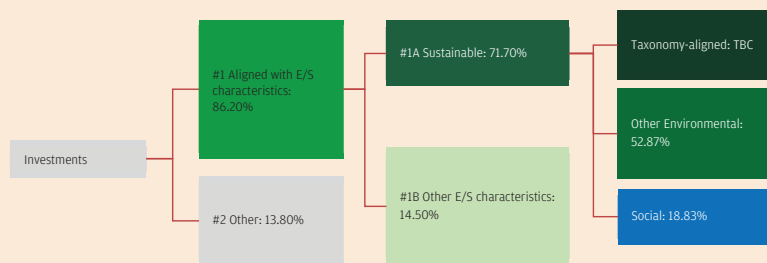 Investments
#1 Aligned with E/S
characteristics:
86.20%
#2 Other: 13.80%
#1A Sustainable: 71.70%
#1B Other E/S characteristics:
14.50%
Taxonomy-aligned: TBC
Other Environmental:
52.87%
Social: 18.83%